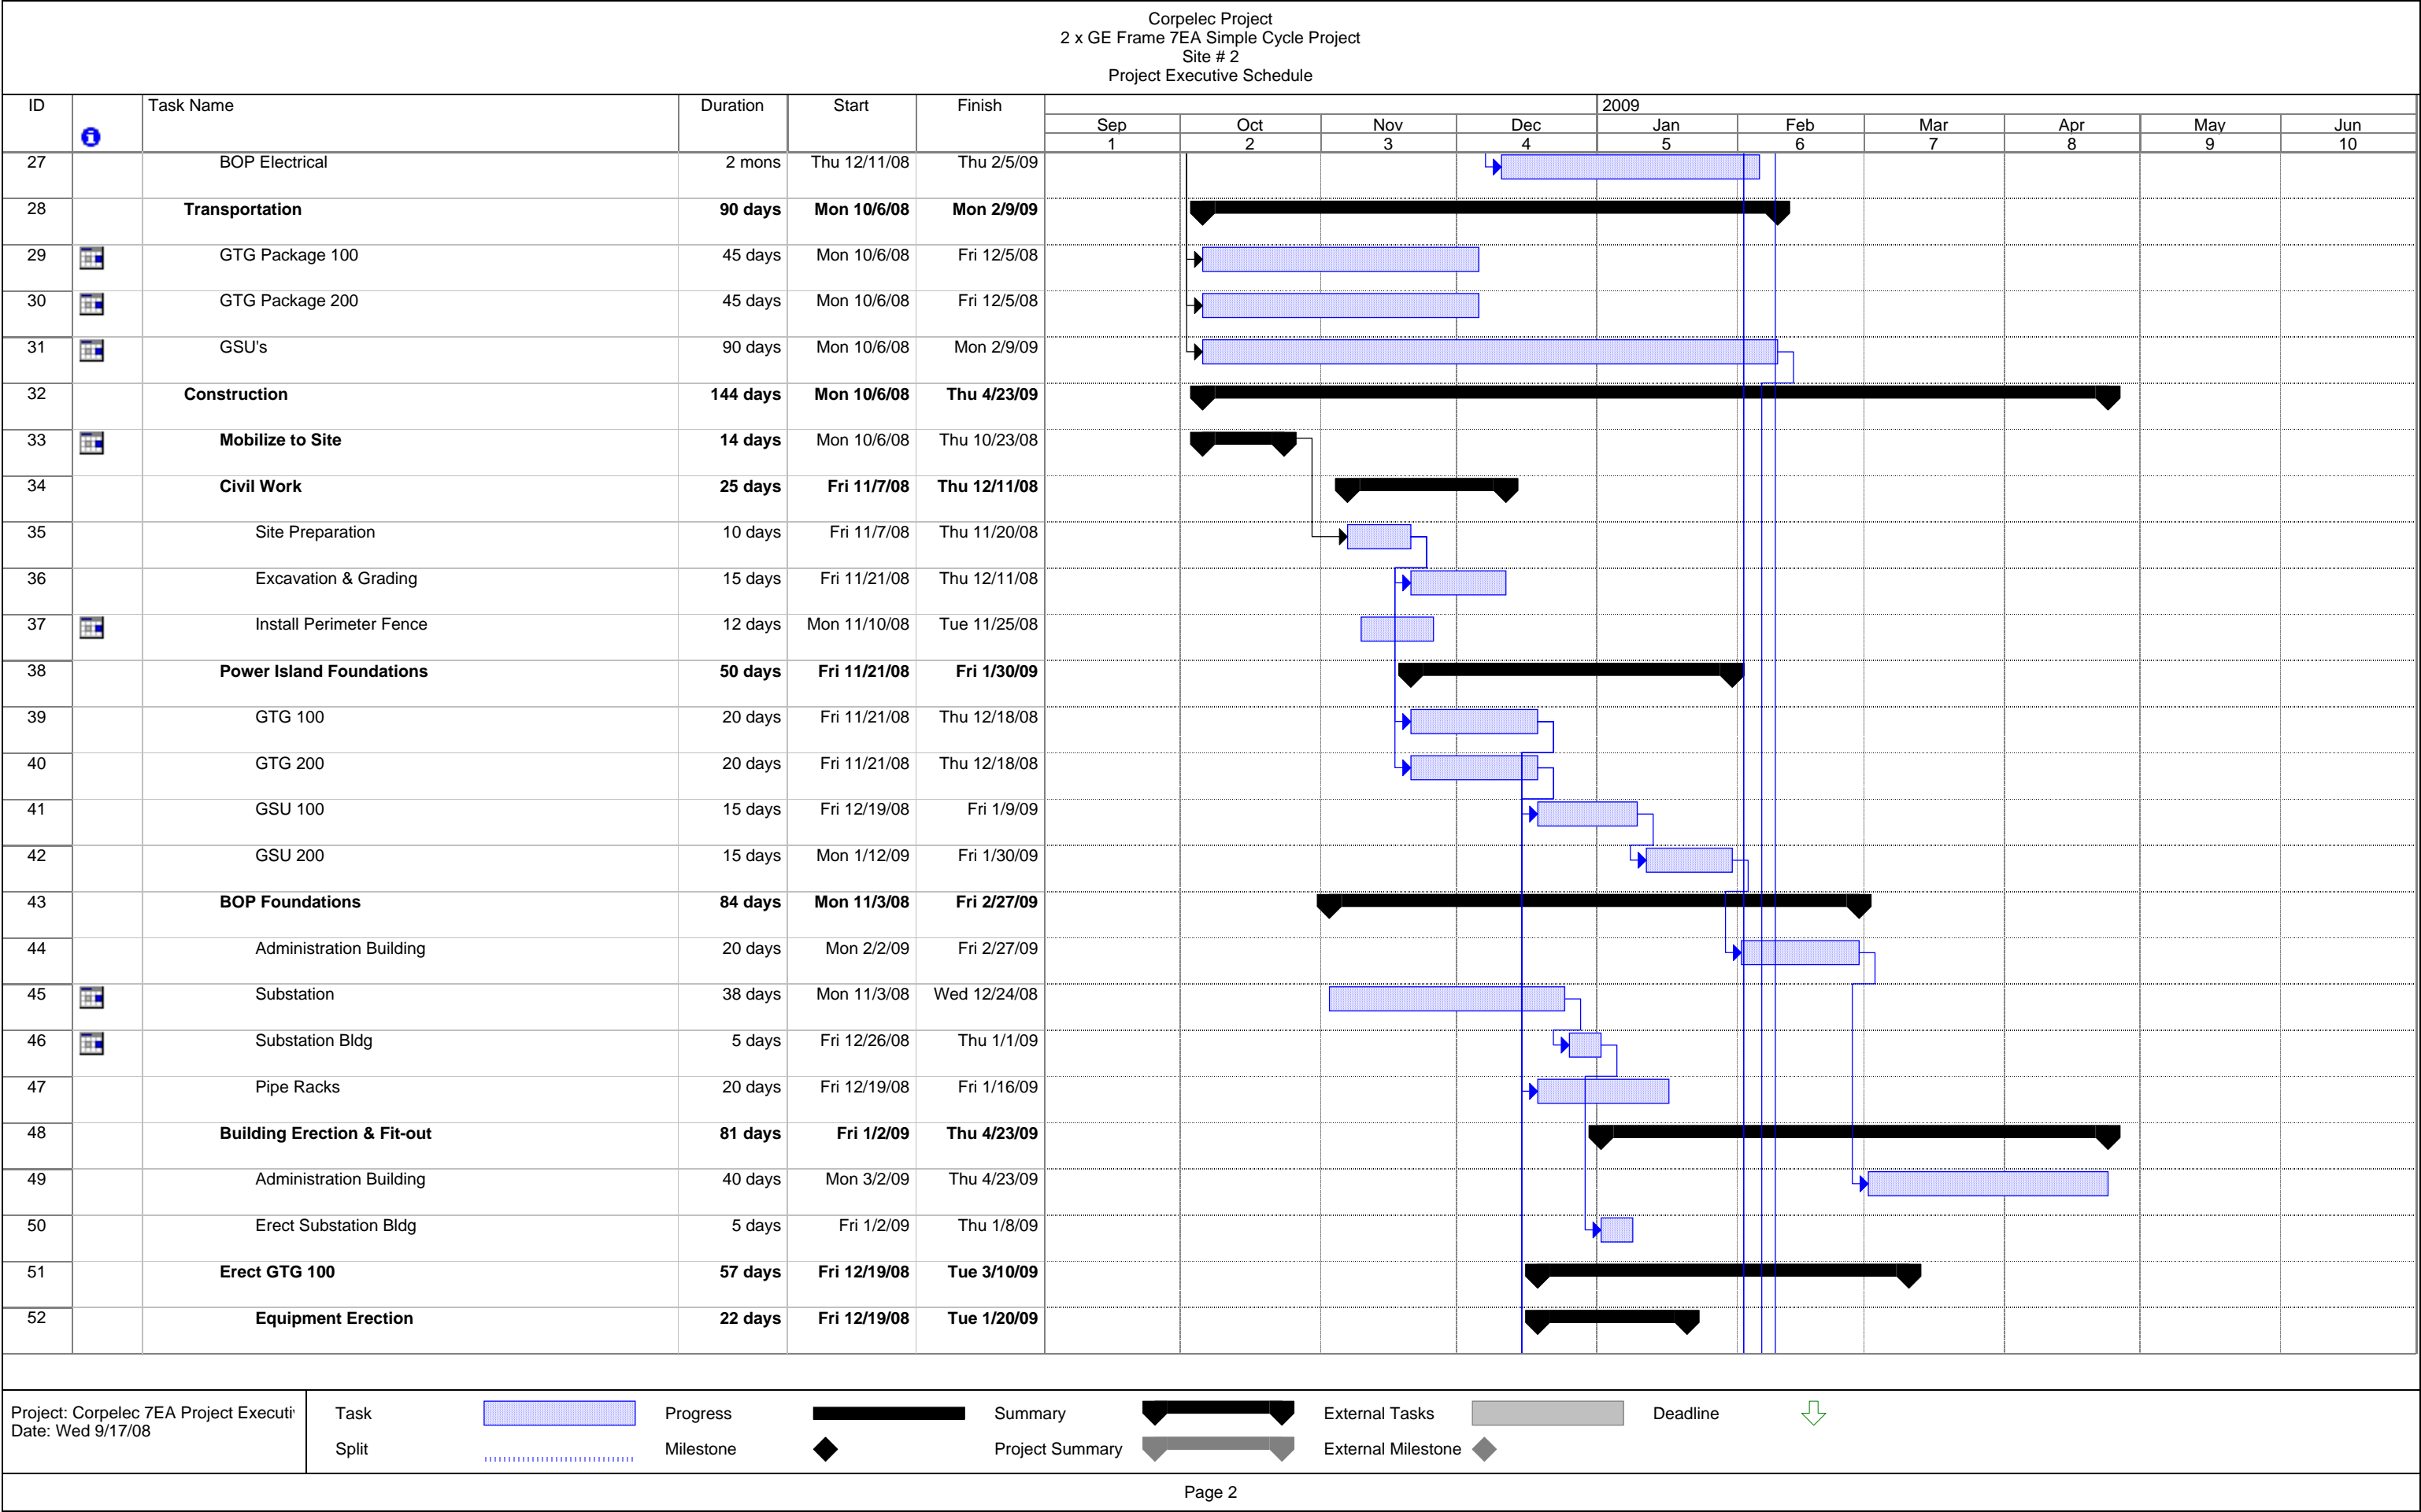 Corpelec Project
2 x GE Frame 7EA Simple Cycle Project
Site # 2
Project Executive Schedule
ID Task Name Duration Start Finish 2009
Sep Oct Nov Dec Jan Feb Mar Apr May Jun
1 2 3 4 5 6 7 8 9 10
27 BOP Electrical 2 mons Thu 12/11/08 Thu 2/5/09
28 Transportation 90 days Mon 10/6/08 Mon 2/9/09
29 GTG Package 100 45 days Mon 10/6/08 Fri 12/5/08
30 GTG Package 200 45 days Mon 10/6/08 Fri 12/5/08
31 GSU's 90 days Mon 10/6/08 Mon 2/9/09
32 Construction 144 days Mon 10/6/08 Thu 4/23/09
33 Mobilize to Site 14 days Mon 10/6/08 Thu 10/23/08
34 Civil Work 25 days Fri 11/7/08 Thu 12/11/08
35 Site Preparation 10 days Fri 11/7/08 Thu 11/20/08
36 Excavation & Grading 15 days Fri 11/21/08 Thu 12/11/08
37 Install Perimeter Fence 12 days Mon 11/10/08 Tue 11/25/08
38 Power Island Foundations 50 days Fri 11/21/08 Fri 1/30/09
39 GTG 100 20 days Fri 11/21/08 Thu 12/18/08
40 GTG 200 20 days Fri 11/21/08 Thu 12/18/08
41 GSU 100 15 days Fri 12/19/08 Fri 1/9/09
42 GSU 200 15 days Mon 1/12/09 Fri 1/30/09
43 BOP Foundations 84 days Mon 11/3/08 Fri 2/27/09
44 Administration Building 20 days Mon 2/2/09 Fri 2/27/09
45 Substation 38 days Mon 11/3/08 Wed 12/24/08
46 Substation Bldg 5 days Fri 12/26/08 Thu 1/1/09
47 Pipe Racks 20 days Fri 12/19/08 Fri 1/16/09
48 Building Erection & Fit-out 81 days Fri 1/2/09 Thu 4/23/09
49 Administration Building 40 days Mon 3/2/09 Thu 4/23/09
50 Erect Substation Bldg 5 days Fri 1/2/09 Thu 1/8/09
51 Erect GTG 100 57 days Fri 12/19/08 Tue 3/10/09
52 Equipment Erection 22 days Fri 12/19/08 Tue 1/20/09
Project: Corpelec 7EA Project Executi
Date: Wed 9/17/08
Task Progress Summary External Tasks Deadline
Split Milestone Project Summary External Milestone
Page 2